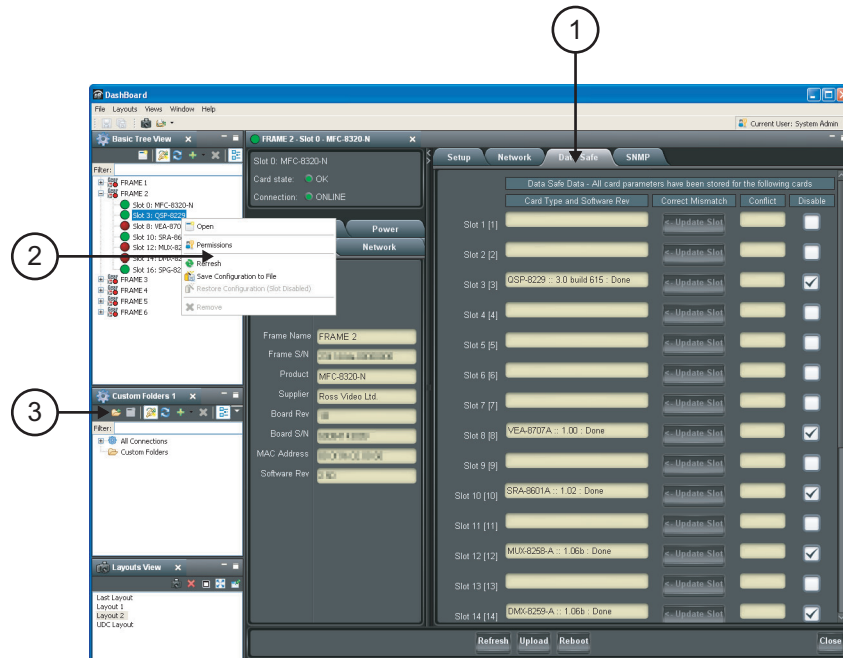 1
DashBoard
File Layouts Views Window Help
Current User: System Admin
Basic Tree View
Filter:
FRAME 1
FRAME 2
Slot 0: MFC-8320-N
Slot 3: QSP-8229
Slot 8: VEA-870
Slot 10: SRA-86
Slot 12: MUX-82
Slot 14: DMX-82
Slot 16: SPG-82
FRAME 3
FRAME 4
FRAME 5
FRAME 6
Open
Permissions
Refresh
Save Configuration to File
Restore Configuration (Slot Disabled)
Remove
2
3
Custom Folders 1
Filter:
All Connections
Custom Folders
Layouts View
Last Layout
Layout 1
Layout 2
UDC Layout
FRAME 2 - Slot 0 - MFC-8320-N
Slot 0: MFC-8320-N
Card state: OK
Connection: ONLINE
Power
Network
Frame Name FRAME 2
Frame S/N
Product MFC-8320-N
Supplier Ross Video Ltd.
Board Rev
Board S/N
MAC Address
Software Rev
Setup Network Data Safe SNMP
Data Safe Data - All card parameters have been stored for the following cards
Card Type and Software Rev Correct Mismatch Conflict Disable
Slot 1 [1] <- Update Slot
Slot 2 [2] <- Update Slot
Slot 3 [3] QSP-8229 :: 3.0 build 615 : Done <- Update Slot
Slot 4 [4] <- Update Slot
Slot 5 [5] <- Update Slot
Slot 6 [6] <- Update Slot
Slot 7 [7] <- Update Slot
Slot 8 [8] VEA-8707A :: 1.00 : Done <- Update Slot
Slot 9 [9] <- Update Slot
Slot 10 [10] SRA-8601A :: 1.02 : Done <- Update Slot
Slot 11 [11] <- Update Slot
Slot 12 [12] MUX-8258-A :: 1.06b : Done <- Update Slot
Slot 13 [13] <- Update Slot
Slot 14 [14] DMX-8259-A :: 1.06b : Done <- Update Slot
Refresh Upload Reboot Close